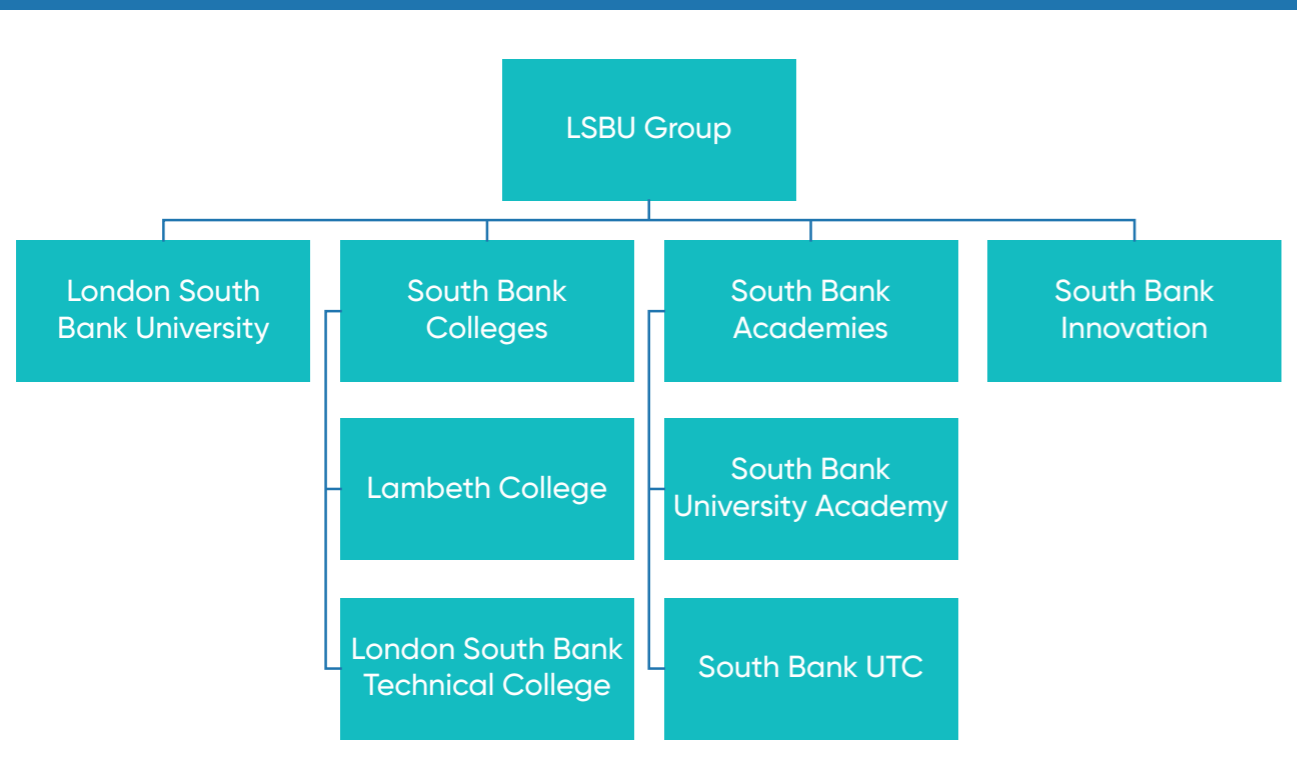 LSBU Group
London South
Bank University
South Bank
Colleges
South Bank
Academies
South Bank
Innovation
Lambeth College
South Bank
University Academy
London South Bank
Technical College
South Bank UTC